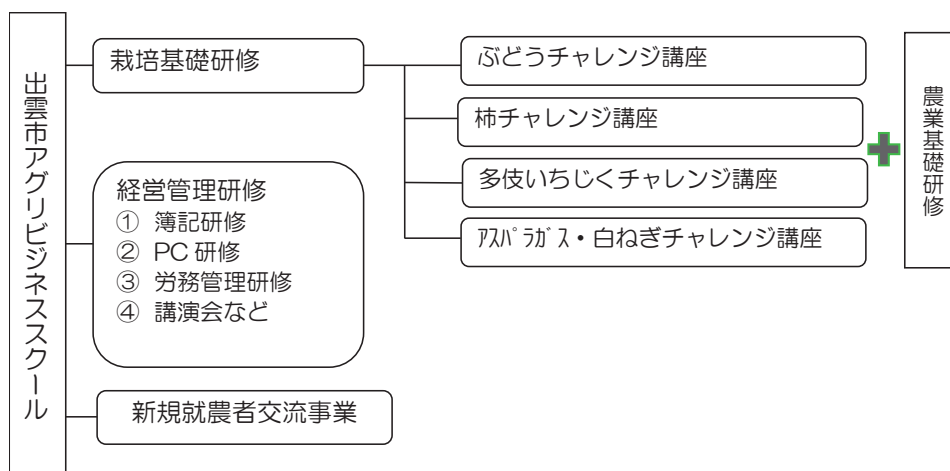 出雲市アグリビジネススクール
栽培基礎研修
ぶどうチャレンジ講座
柿チャレンジ講座
多伎いちじくチャレンジ講座
ｱｽﾊﾟﾗｶﾞｽ・白ねぎチャレンジ講座
農業基礎研修
経営管理研修
① 簿記研修
② PC 研修
③ 労務管理研修
④ 講演会など
新規就農者交流事業